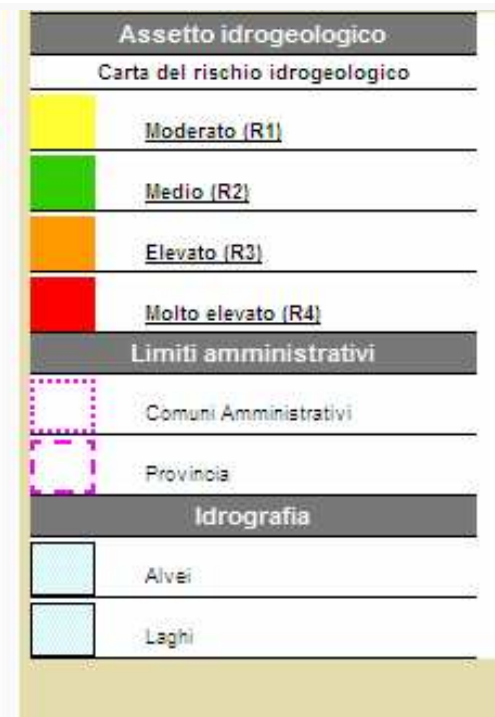 Assetto idrogeologico
Carta del rischio idrogeologico
Moderato (R1)
Medio (R2)
Elevato (R3)
Molto elevato (R4)
Limiti amministrativi
Comuni Amministrativi
Provincia
Idrografia
Alvei
Laghi